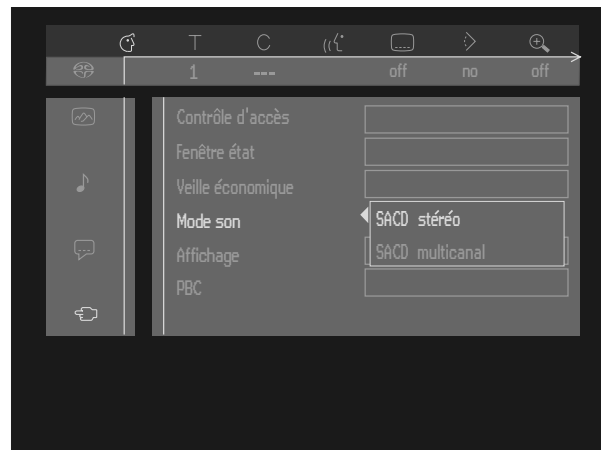 T C
1 --- off no off
Contrôle d'accès
Fenêtre état
Veille économique
Mode son
SACD stéréo
Affichage
SACD multicanal
PBC